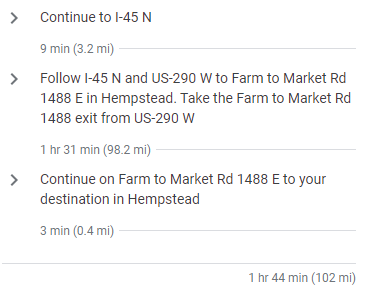 Continue to I-45 N
9 min (3.2 mi)
Follow I-45 N and US-290 W to Farm to Market Rd
1488 E in Hempstead. Take the Farm to Market Rd
1488 exit from US-290 W
1 hr 31 min (98.2 mi)
Continue on Farm to Market Rd 1488 E to your
destination in Hempstead
3 min (0.4 mi)
1 hr 44 min (102 mi)